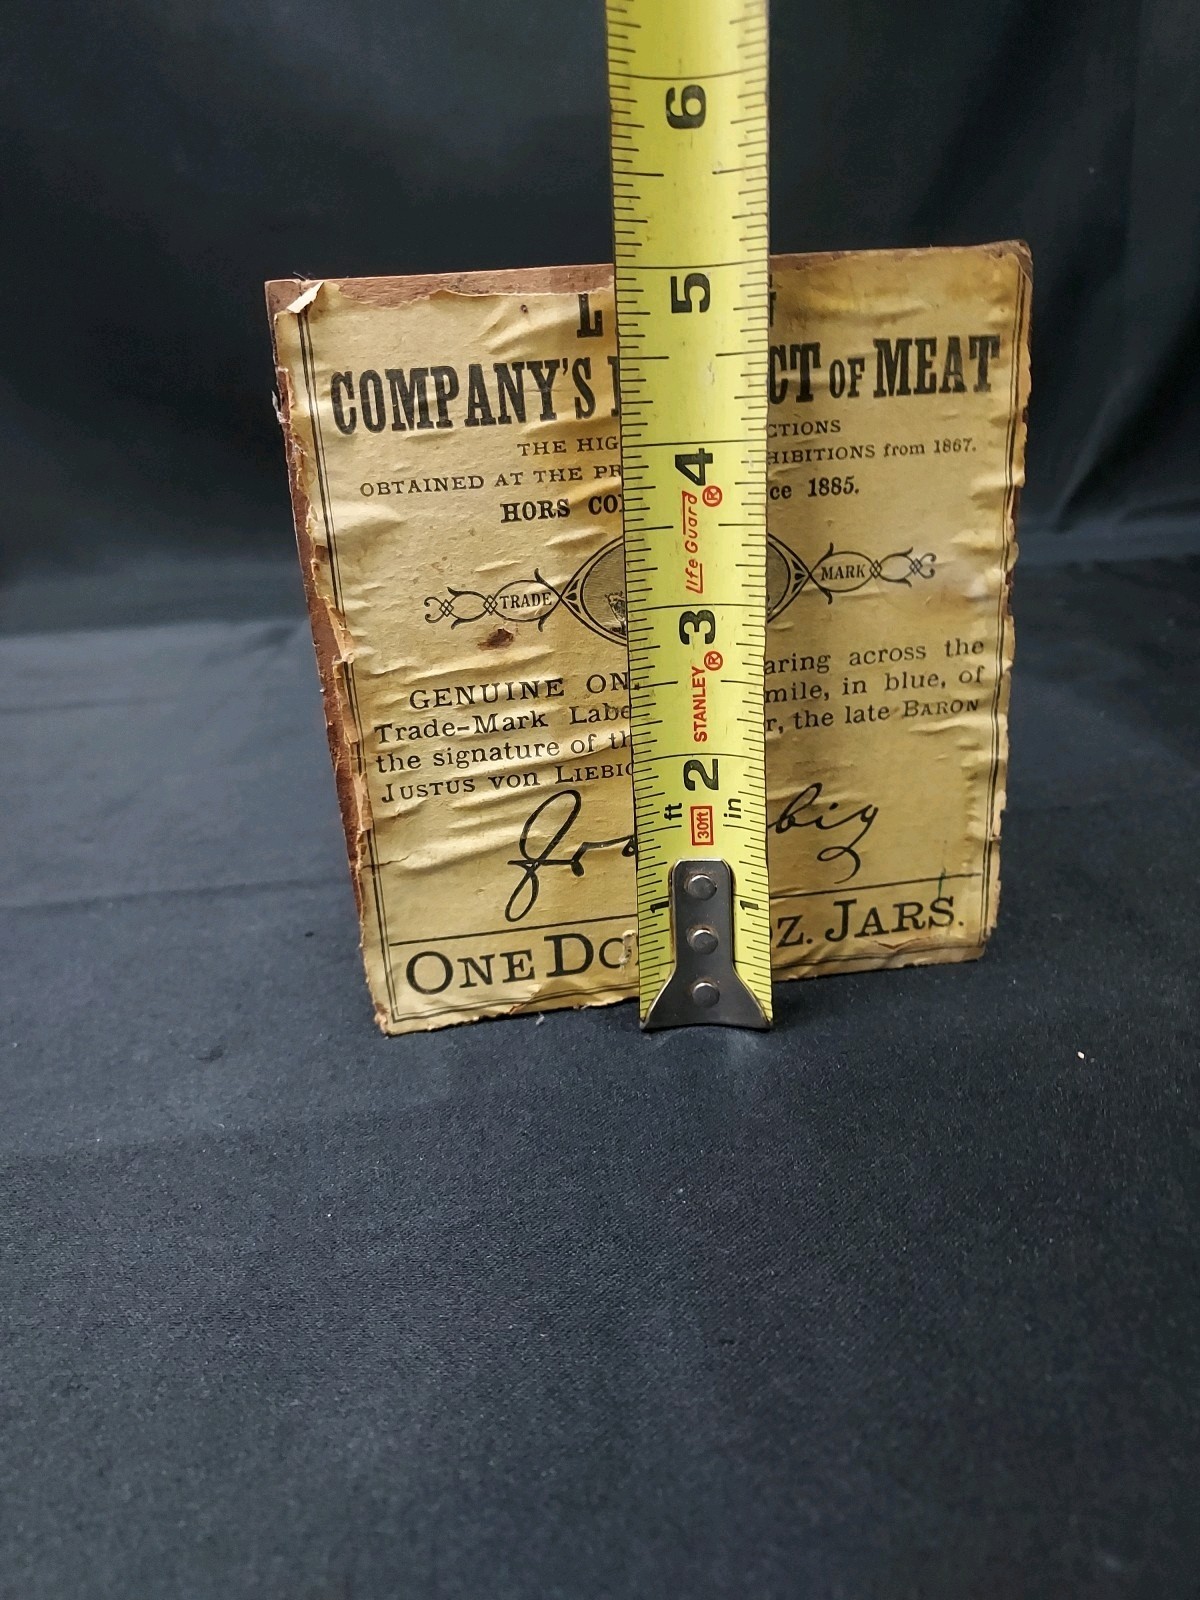 L G
COMPANY'S CT OF MEAT
THE HIG CTIONS
OBTAINED AT THE PR HIBITIONS from 1867.
HORS CO ce 1885.
TRADE MARK
GENUINE ON aring across the
Trade-Mark Labe mile, in blue, of
the signature of th r, the late BARON
JUSTUS von LIEBIG
big
ONE DO OZ. JARS.
6
5
4
Life Guard®
3
STANLEY®
2
ft 30ft in
1 1